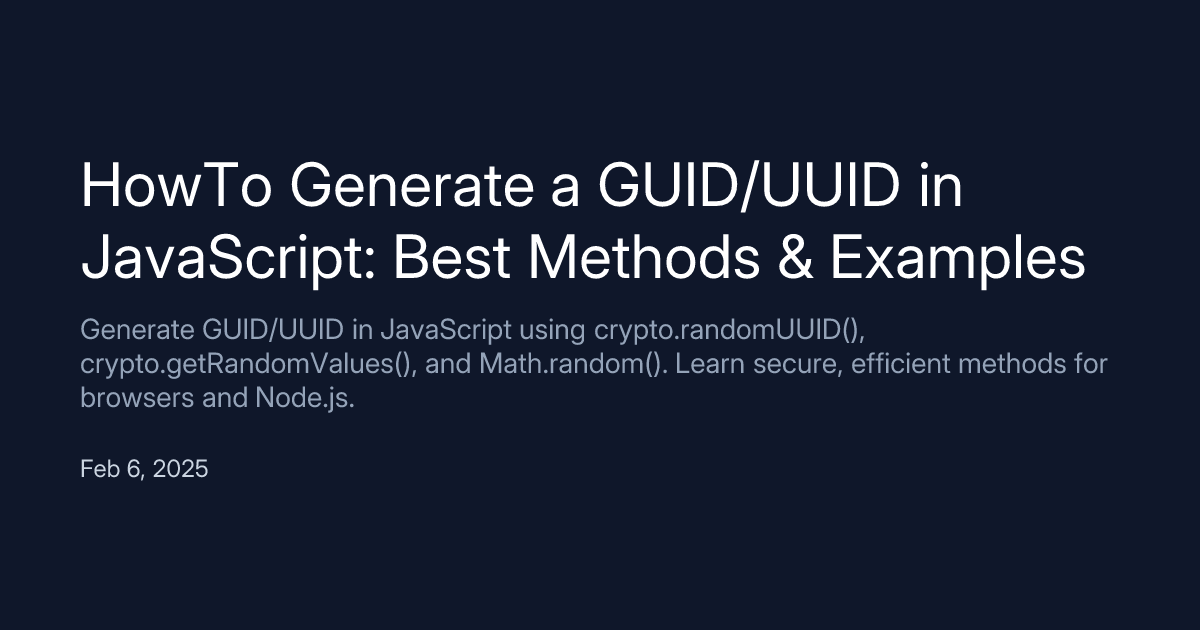 HowTo Generate a GUID/UUID in
JavaScript: Best Methods & Examples
Generate GUID/UUID in JavaScript using crypto.randomUUID(),
crypto.getRandomValues(), and Math.random(). Learn secure, efficient methods for
browsers and Node.js.
Feb 6, 2025